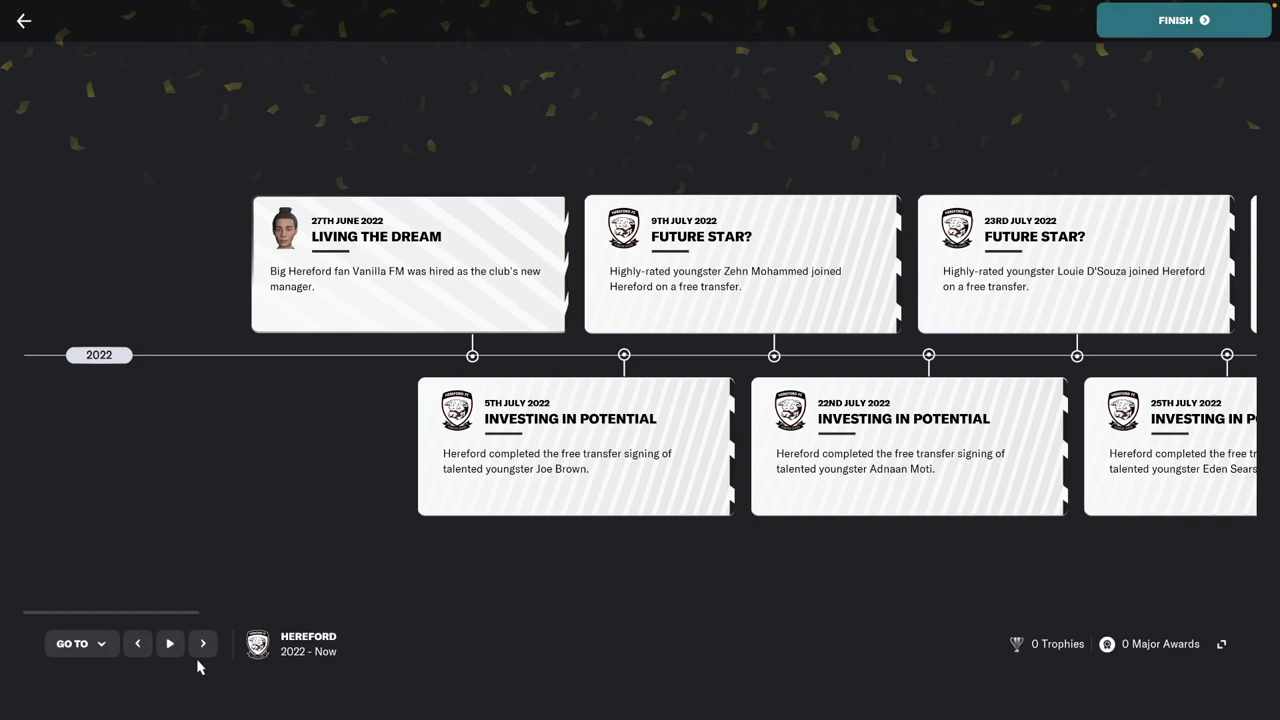 FINISH
27TH JUNE 2022
LIVING THE DREAM
Big Hereford fan Vanilla FM was hired as the club's new
manager.
9TH JULY 2022
FUTURE STAR?
Highly-rated youngster Zehn Mohammed joined
Hereford on a free transfer.
23RD JULY 2022
FUTURE STAR?
Highly-rated youngster Louie D'Souza joined Hereford
on a free transfer.
2022
5TH JULY 2022
INVESTING IN POTENTIAL
Hereford completed the free transfer signing of
talented youngster Joe Brown.
22ND JULY 2022
INVESTING IN POTENTIAL
Hereford completed the free transfer signing of
talented youngster Adnaan Moti.
25TH JULY 2022
INVESTING IN P
Hereford completed the free tr
talented youngster Eden Sears
GO TO
HEREFORD
2022 - Now
0 Trophies
0 Major Awards